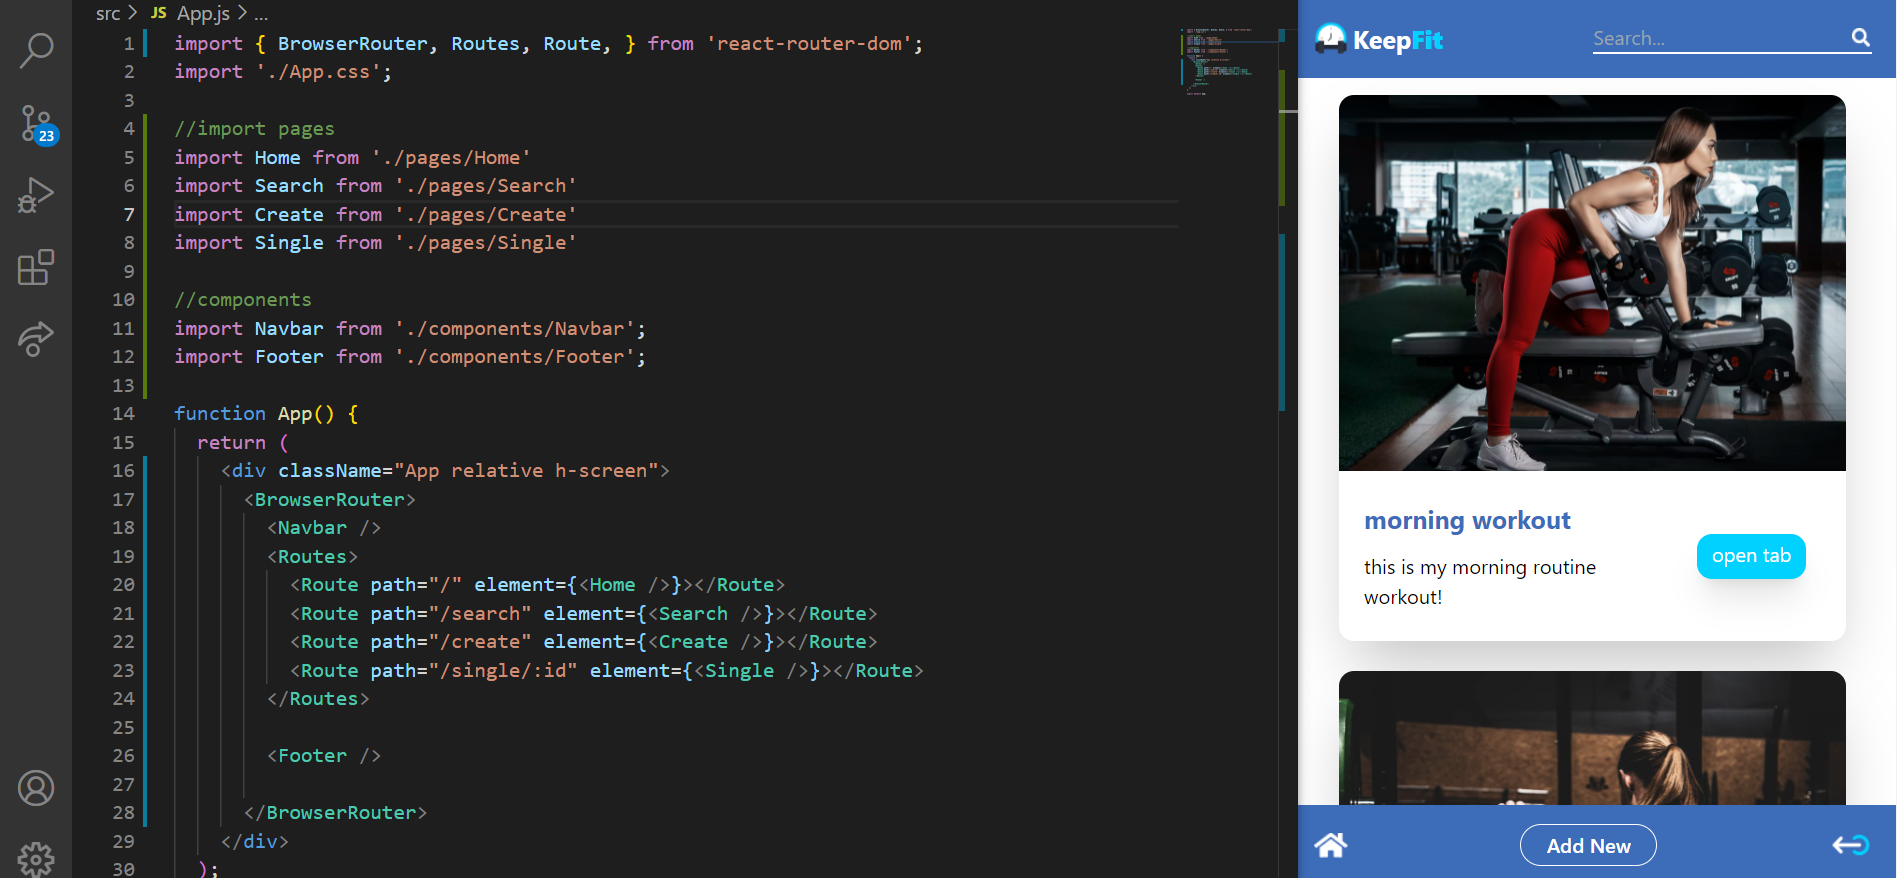 src > JS App.js > ...
1 import { BrowserRouter, Routes, Route, } from 'react-router-dom';
2 import './App.css';
3
4 //import pages
5 import Home from './pages/Home'
6 import Search from './pages/Search'
7 import Create from './pages/Create'
8 import Single from './pages/Single'
9
10 //components
11 import Navbar from './components/Navbar';
12 import Footer from './components/Footer';
13
14 function App() {
15 return (
16 <div className="App relative h-screen">
17 <BrowserRouter>
18 <Navbar />
19 <Routes>
20 <Route path="/" element={<Home />}></Route>
21 <Route path="/search" element={<Search />}></Route>
22 <Route path="/create" element={<Create />}></Route>
23 <Route path="/single/:id" element={<Single />}></Route>
24 </Routes>
25
26 <Footer />
27
28 </BrowserRouter>
29 </div>
30 );
23
KeepFit
Search...
morning workout
this is my morning routine
workout!
open tab
Add New